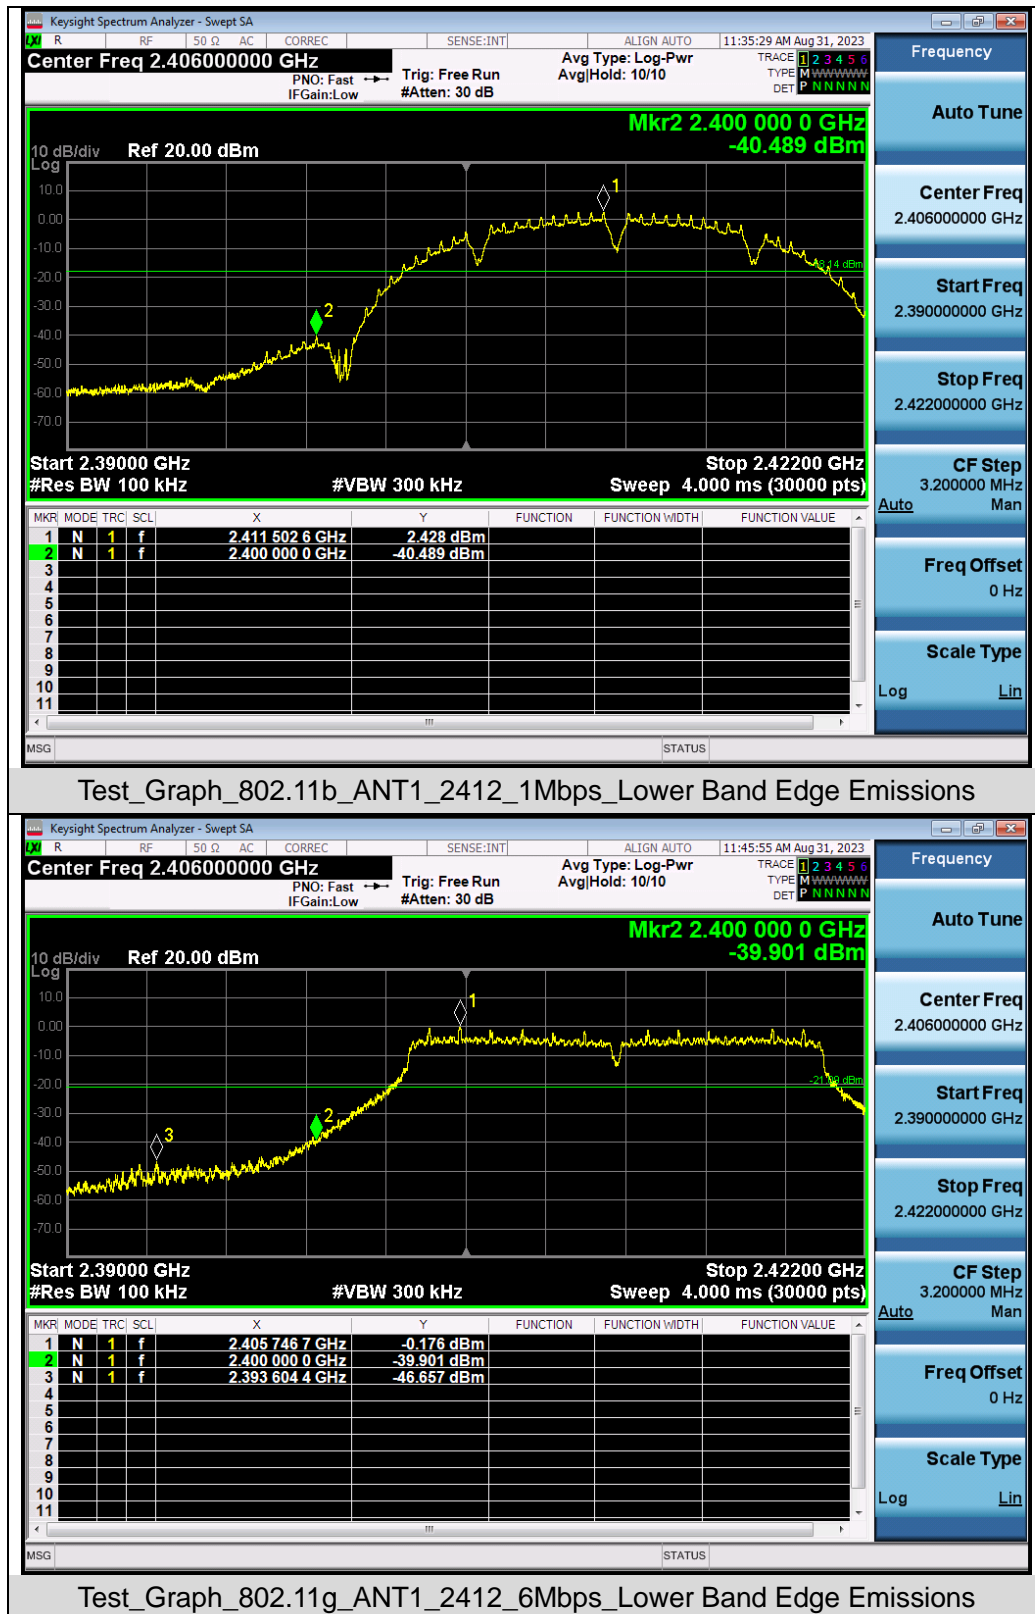 Keysight Spectrum Analyzer - Swept SA
LXI R RF 50 Ω AC CORREC SENSE:INT ALIGN AUTO 11:35:29 AM Aug 31, 2023
Center Freq 2.406000000 GHz
PNO: Fast
IFGain:Low
Trig: Free Run
#Atten: 30 dB
Avg Type: Log-Pwr
Avg|Hold: 10/10
TRACE 1 2 3 4 5 6
TYPE M W W W W W
DET P N N N N N
Mkr2 2.400 000 0 GHz
-40.489 dBm
10 dB/div Ref 20.00 dBm
Log
10.0
0.00
-10.0
-20.0
-30.0
-40.0
-50.0
-60.0
-70.0
1
2
Start 2.39000 GHz Stop 2.42200 GHz
#Res BW 100 kHz #VBW 300 kHz Sweep 4.000 ms (30000 pts)
MKR MODE TRC SCL X Y FUNCTION FUNCTION WIDTH FUNCTION VALUE
1 N 1 f 2.411 502 6 GHz 2.428 dBm
2 N 1 f 2.400 000 0 GHz -40.489 dBm
3
4
5
6
7
8
9
10
11
MSG STATUS
Frequency
Auto Tune
Center Freq
2.406000000 GHz
Start Freq
2.390000000 GHz
Stop Freq
2.422000000 GHz
CF Step
3.200000 MHz
Auto Man
Freq Offset
0 Hz
Scale Type
Log Lin
Test_Graph_802.11b_ANT1_2412_1Mbps_Lower Band Edge Emissions
Keysight Spectrum Analyzer - Swept SA
LXI R RF 50 Ω AC CORREC SENSE:INT ALIGN AUTO 11:45:55 AM Aug 31, 2023
Center Freq 2.406000000 GHz
PNO: Fast
IFGain:Low
Trig: Free Run
#Atten: 30 dB
Avg Type: Log-Pwr
Avg|Hold: 10/10
TRACE 1 2 3 4 5 6
TYPE M W W W W W
DET P N N N N N
Mkr2 2.400 000 0 GHz
-39.901 dBm
10 dB/div Ref 20.00 dBm
Log
10.0
0.00
-10.0
-20.0
-30.0
-40.0
-50.0
-60.0
-70.0
1
2
3
Start 2.39000 GHz Stop 2.42200 GHz
#Res BW 100 kHz #VBW 300 kHz Sweep 4.000 ms (30000 pts)
MKR MODE TRC SCL X Y FUNCTION FUNCTION WIDTH FUNCTION VALUE
1 N 1 f 2.405 746 7 GHz -0.176 dBm
2 N 1 f 2.400 000 0 GHz -39.901 dBm
3 N 1 f 2.393 604 4 GHz -46.657 dBm
4
5
6
7
8
9
10
11
MSG STATUS
Frequency
Auto Tune
Center Freq
2.406000000 GHz
Start Freq
2.390000000 GHz
Stop Freq
2.422000000 GHz
CF Step
3.200000 MHz
Auto Man
Freq Offset
0 Hz
Scale Type
Log Lin
Test_Graph_802.11g_ANT1_2412_6Mbps_Lower Band Edge Emissions